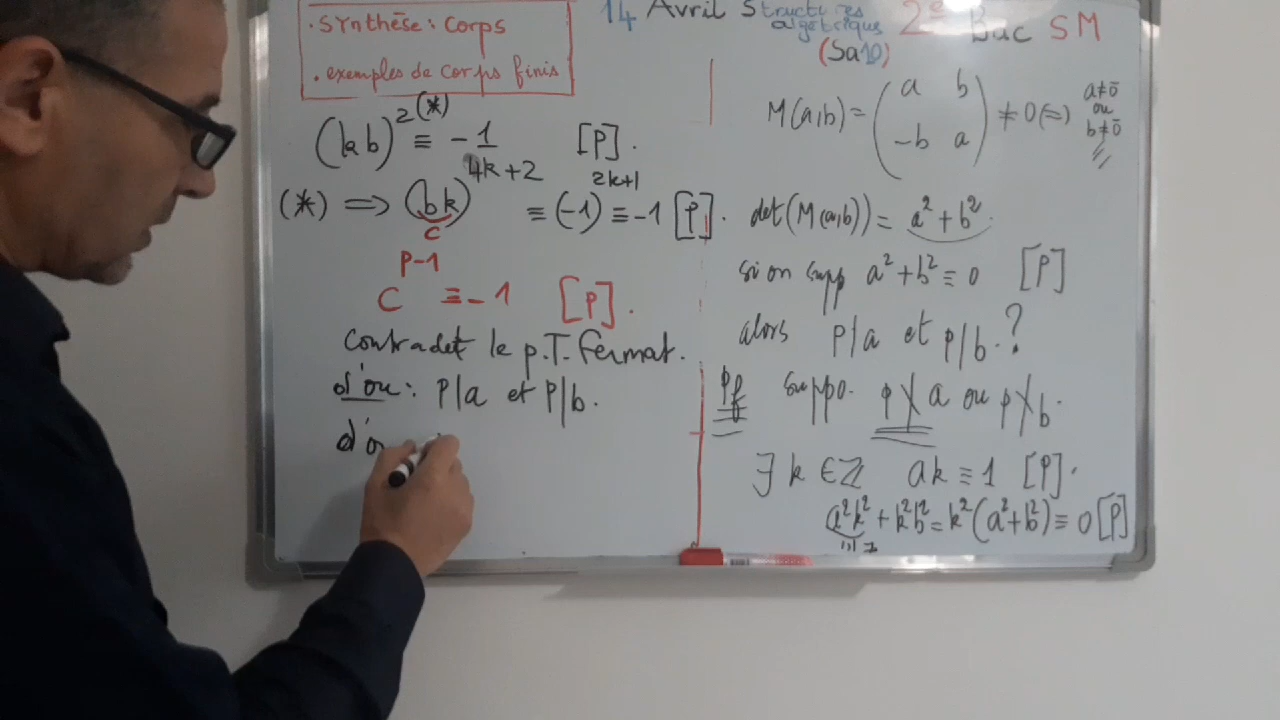 14 Avril Structures algébriques 2e Bac SM
(Sa10)
. Synthèse : Corps
. exemples de corps finis
(kb)² ≡ -1 [P]. (*)
(*) ⟹ (bk)^(4k+2) ≡ (-1)^(2k+1) ≡ -1 [P].
c
c^(P-1) ≡ -1 [P].
Contradct le p.T.Fermat.
d'où : P|a et P|b.
d'o
M(a,b) = ( a b ; -b a ) ≠ 0 ⟺ a≠0̄ ou b≠0̄
det(M(a,b)) = a² + b².
si on supp a² + b² ≡ 0 [P]
alors P|a et P|b. ?
Pf suppo. p∤a ou p∤b.
∃ k ∈ ℤ ak ≡ 1 [P].
a²k² + k²b² = k²(a²+b²) ≡ 0 [P]